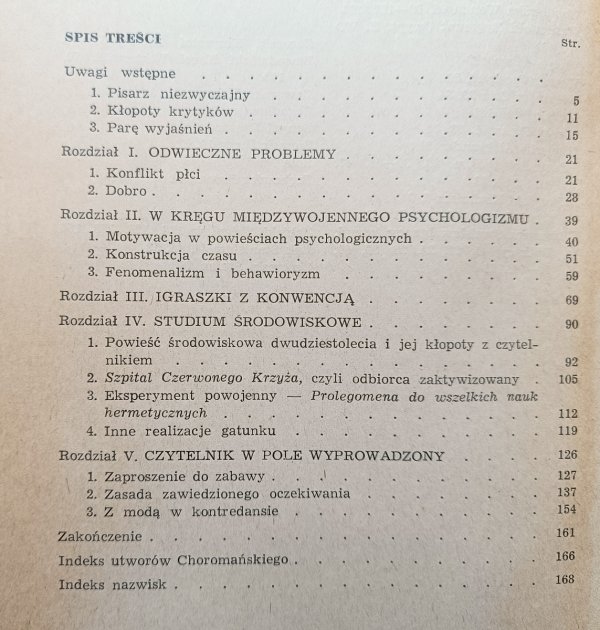 SPIS TREŚCI
Str.
Uwagi wstępne . . . . . . . . . . . . .
1. Pisarz niezwyczajny . . . . . . . . . . 5
2. Kłopoty krytyków . . . . . . . . . . 11
3. Parę wyjaśnień . . . . . . . . . . . 15
Rozdział I. ODWIECZNE PROBLEMY . . . . . . . 21
1. Konflikt płci . . . . . . . . . . . . 21
2. Dobro . . . . . . . . . . . . . . 28
Rozdział II. W KRĘGU MIĘDZYWOJENNEGO PSYCHOLOGIZMU . 39
1. Motywacja w powieściach psychologicznych . . . . . 40
2. Konstrukcja czasu . . . . . . . . . . 51
3. Fenomenalizm i behawioryzm . . . . . . . 59
Rozdział III. IGRASZKI Z KONWENCJĄ . . . . . . 69
Rozdział IV. STUDIUM ŚRODOWISKOWE . . . . . . 90
1. Powieść środowiskowa dwudziestolecia i jej kłopoty z czytel-
nikiem . . . . . . . . . . . . . 92
2. Szpital Czerwonego Krzyża, czyli odbiorca zaktywizowany . 105
3. Eksperyment powojenny — Prolegomena do wszelkich nauk
hermetycznych . . . . . . . . . . . 112
4. Inne realizacje gatunku . . . . . . . . . 119
Rozdział V. CZYTELNIK W POLE WYPROWADZONY . . . 126
1. Zaproszenie do zabawy . . . . . . . . . 127
2. Zasada zawiedzionego oczekiwania . . . . . . 137
3. Z modą w kontredansie . . . . . . . . 154
Zakończenie . . . . . . . . . . . . . 161
Indeks utworów Choromańskiego . . . . . . . . 166
Indeks nazwisk . . . . . . . . . . . . 168